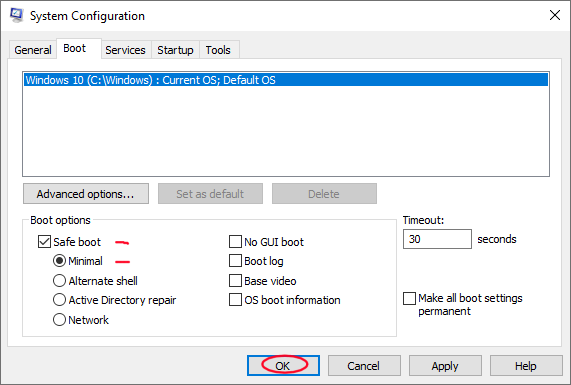 System Configuration
General Boot Services Startup Tools
Windows 10 (C:\Windows) : Current OS; Default OS
Advanced options... Set as default Delete
Boot options
Safe boot
Minimal
Alternate shell
Active Directory repair
Network
No GUI boot
Boot log
Base video
OS boot information
Timeout:
30 seconds
Make all boot settings
permanent
OK Cancel Apply Help